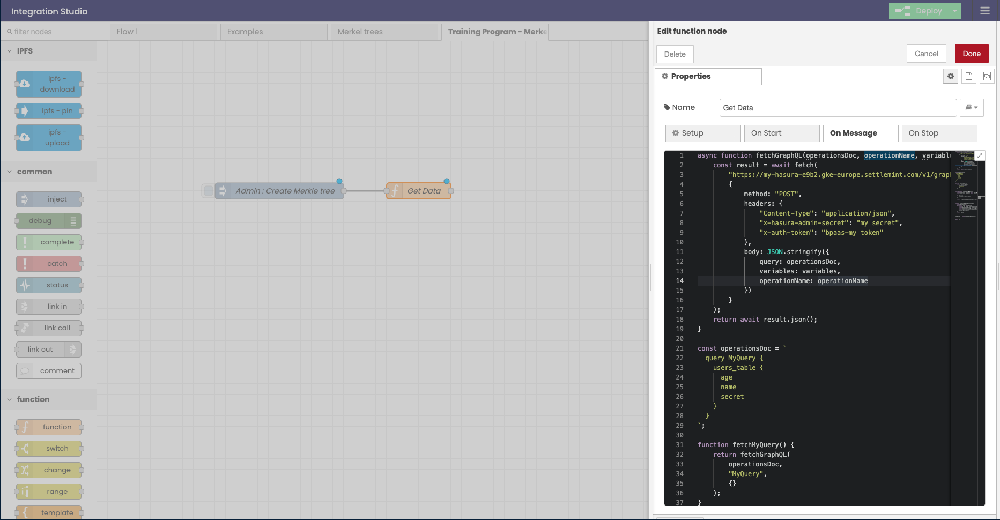 Integration Studio
Deploy
filter nodes
Flow 1
Examples
Merkel trees
Training Program - Merke
Edit function node
Delete
Cancel
Done
Properties
Name
Get Data
Setup
On Start
On Message
On Stop
IPFS
ipfs - download
ipfs - pin
ipfs - upload
common
inject
debug
complete
catch
status
link in
link call
link out
comment
function
function
switch
change
range
template
Admin : Create Merkle tree
Get Data
1 async function fetchGraphQL(operationsDoc, operationName, variabl
2 const result = await fetch(
3 "https://my-hasura-e9b2.gke-europe.settlemint.com/v1/grap
4 {
5 method: "POST",
6 headers: {
7 "Content-Type": "application/json",
8 "x-hasura-admin-secret": "my secret",
9 "x-auth-token": "bpaas-my token"
10 },
11 body: JSON.stringify({
12 query: operationsDoc,
13 variables: variables,
14 operationName: operationName
15 })
16 }
17 );
18 return await result.json();
19 }
20
21 const operationsDoc = `
22 query MyQuery {
23 users_table {
24 age
25 name
26 secret
27 }
28 }
29 `;
30
31 function fetchMyQuery() {
32 return fetchGraphQL(
33 operationsDoc,
34 "MyQuery",
35 {}
36 );
37 }